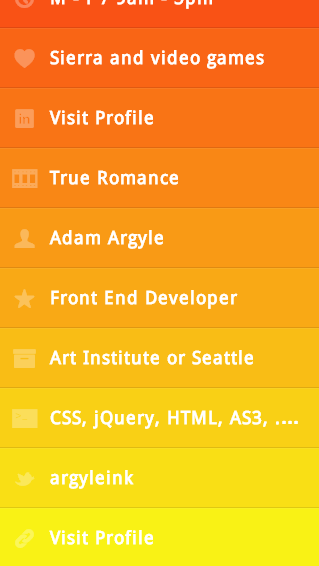 M - F / 9am - 5pm
Sierra and video games
in
Visit Profile
True Romance
Adam Argyle
Front End Developer
Art Institute or Seattle
CSS, jQuery, HTML, AS3, ....
argyleink
Visit Profile